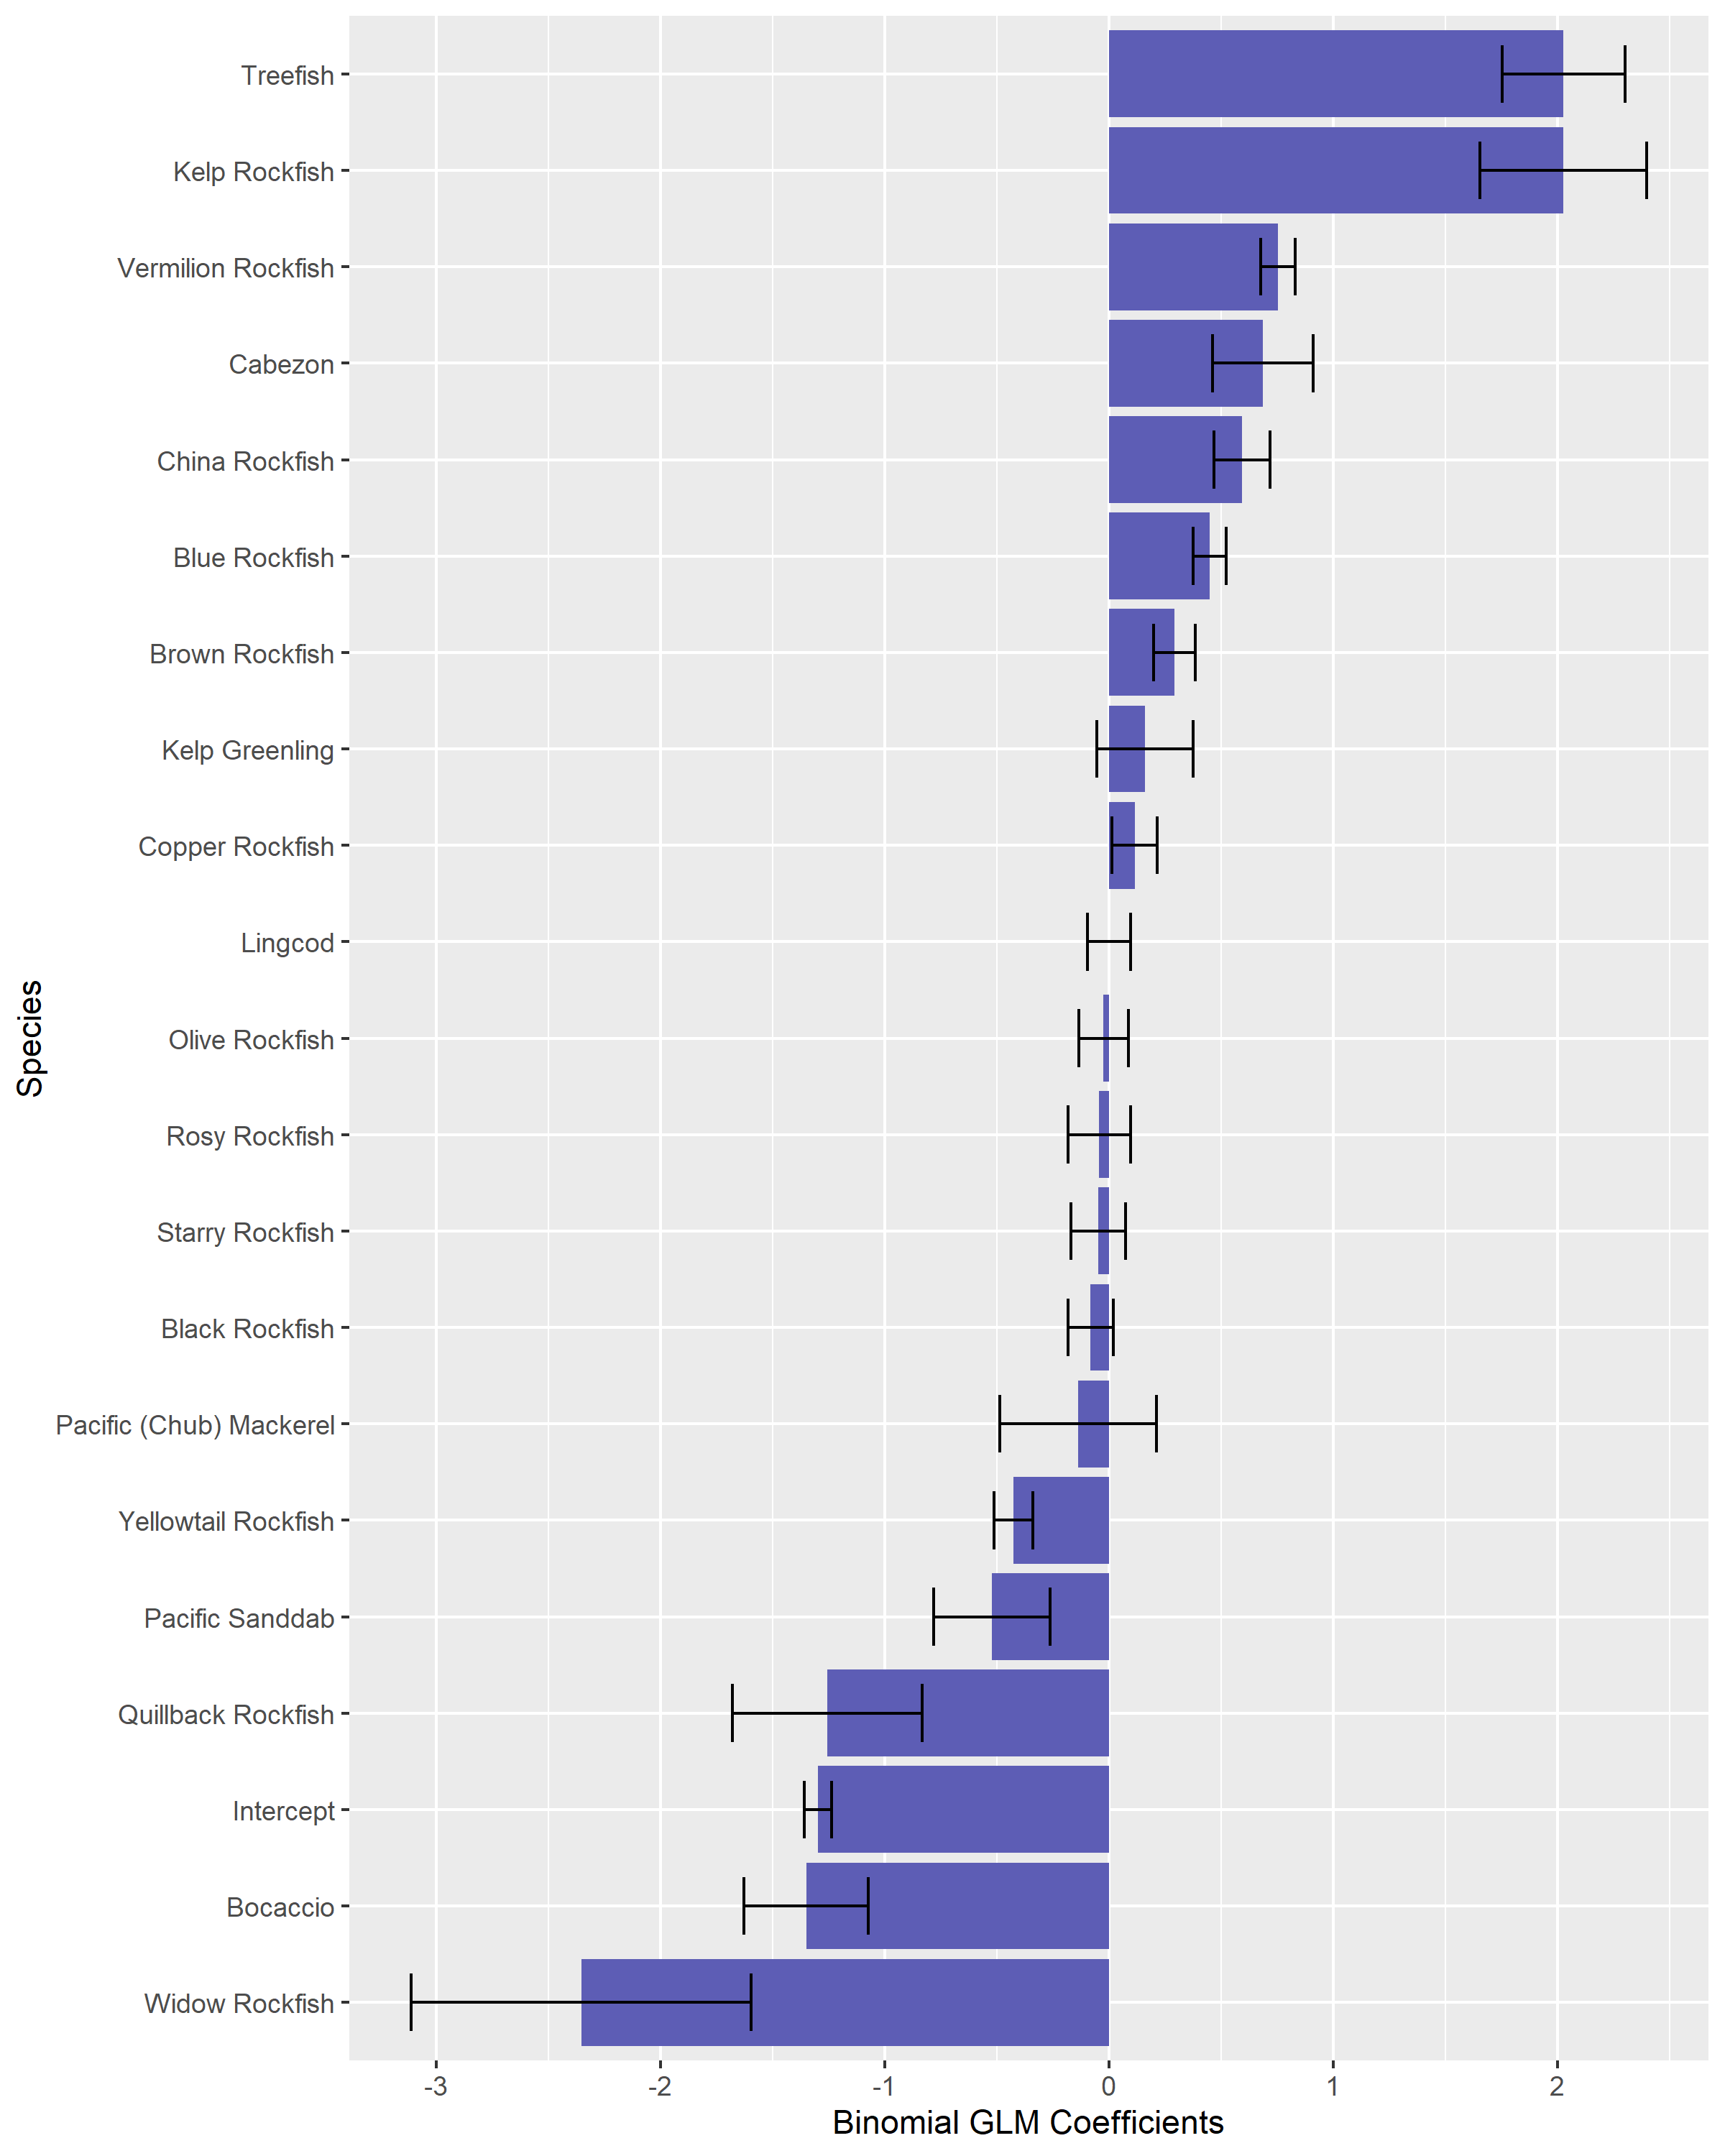 Treefish
Kelp Rockfish
Vermilion Rockfish
Cabezon
China Rockfish
Blue Rockfish
Brown Rockfish
Kelp Greenling
Copper Rockfish
Lingcod
Species
Olive Rockfish
Rosy Rockfish
Starry Rockfish
Black Rockfish
Pacific (Chub) Mackerel
Yellowtail Rockfish
Pacific Sanddab
Quillback Rockfish
Intercept
Bocaccio
Widow Rockfish
-3 -2 -1 0 1 2
Binomial GLM Coefficients